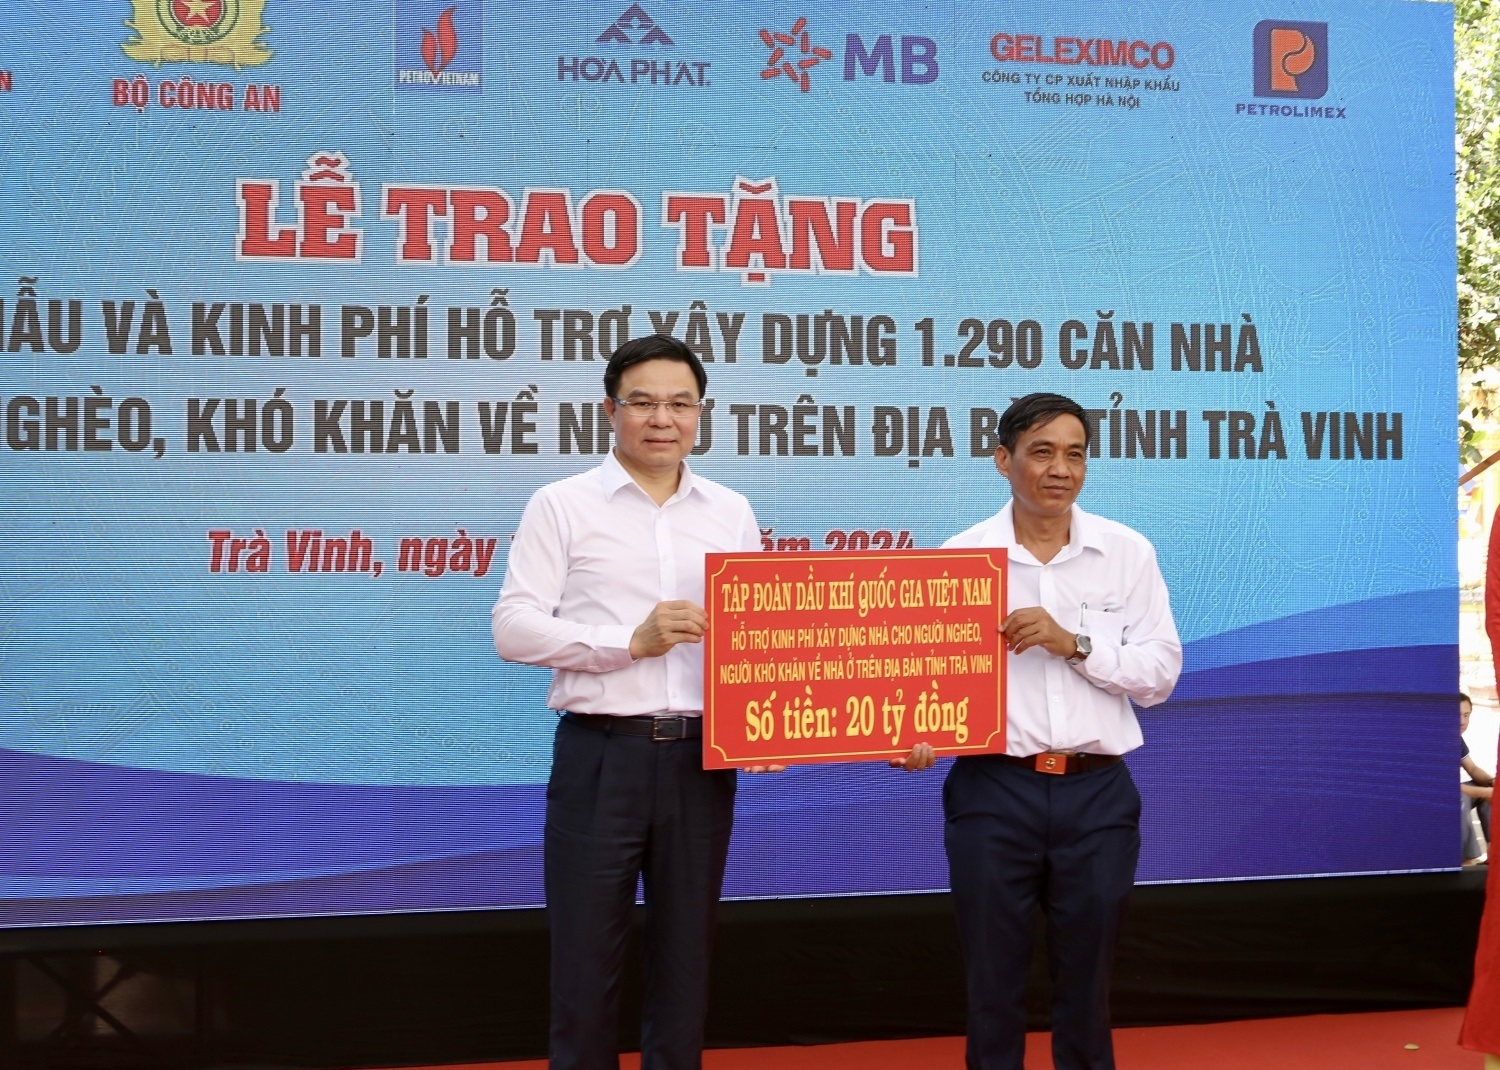 BỘ CÔNG AN
PETROVIETNAM
HOA PHAT
MB
GELEXIMCO
CÔNG TY CP XUẤT NHẬP KHẨU
TỔNG HỢP HÀ NỘI
PETROLIMEX
LỄ TRAO TẶNG
VÀ KINH PHÍ HỖ TRỢ XÂY DỰNG 1.290 CĂN NHÀ
NGHÈO, KHÓ KHĂN VỀ TRÊN ĐỊA TỈNH TRÀ VINH
Trà Vinh, ngày 2024
TẬP ĐOÀN DẦU KHÍ QUỐC GIA VIỆT NAM
HỖ TRỢ KINH PHÍ XÂY DỰNG NHÀ CHO NGƯỜI NGHÈO,
NGƯỜI KHÓ KHĂN VỀ NHÀ Ở TRÊN ĐỊA BÀN TỈNH TRÀ VINH
Số tiền: 20 tỷ đồng